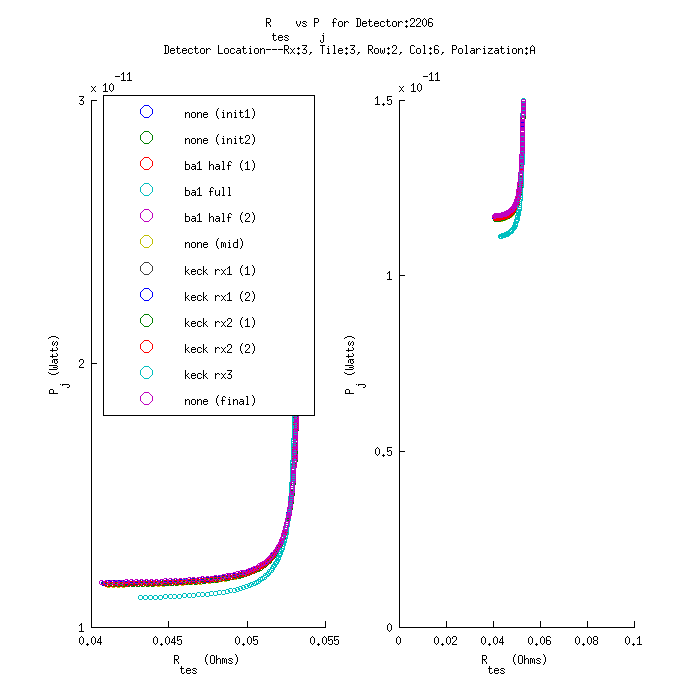 R_tes vs P_j for Detector:2206
Detector Location---Rx:3, Tile:3, Row:2, Col:6, Polarization:A
x 10^-11
3
2
1
P_j (Watts)
none (init1)
none (init2)
ba1 half (1)
ba1 full
ba1 half (2)
none (mid)
keck rx1 (1)
keck rx1 (2)
keck rx2 (1)
keck rx2 (2)
keck rx3
none (final)
0.04 0.045 0.05 0.055
R_tes (Ohms)
x 10^-11
1.5
1
0.5
0
P_j (Watts)
0 0.02 0.04 0.06 0.08 0.1
R_tes (Ohms)